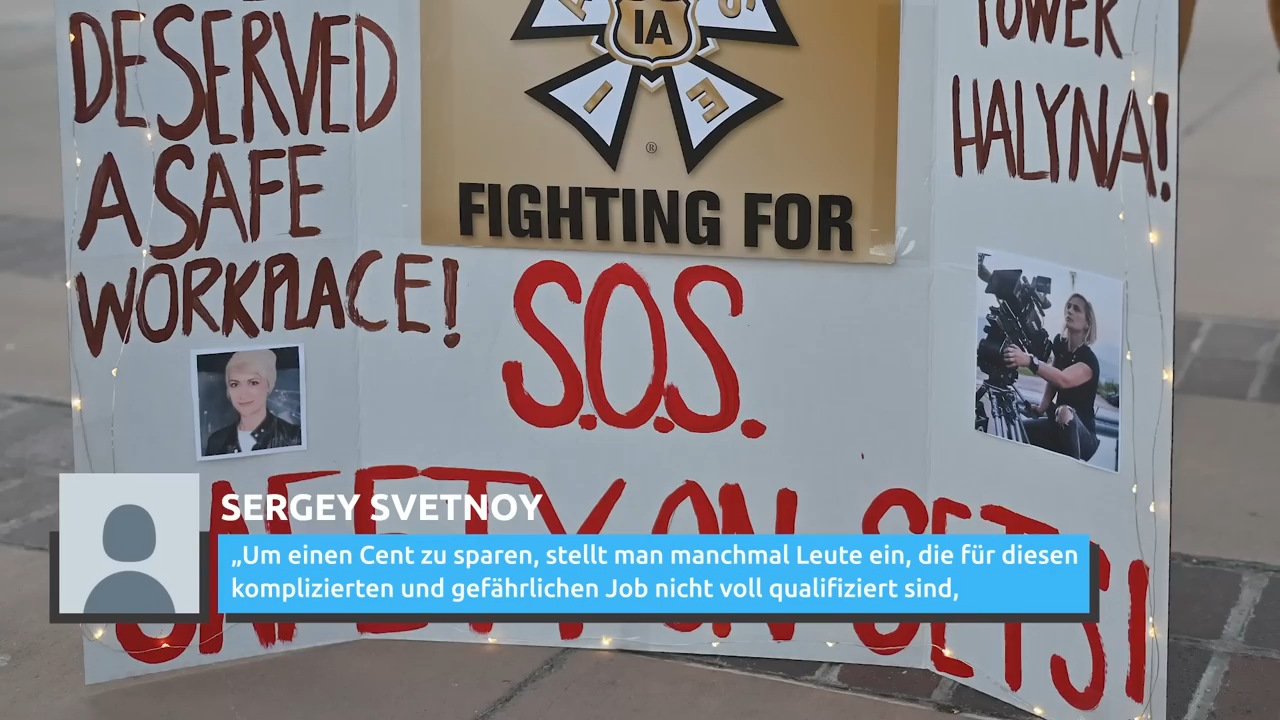 DESERVED
A SAFE
WORKPLACE!
IA
I E
®
FIGHTING FOR
S.O.S.
SAFETY ON SETS!
POWER
HALYNA!
SERGEY SVETNOY
„Um einen Cent zu sparen, stellt man manchmal Leute ein, die für diesen
komplizierten und gefährlichen Job nicht voll qualifiziert sind,